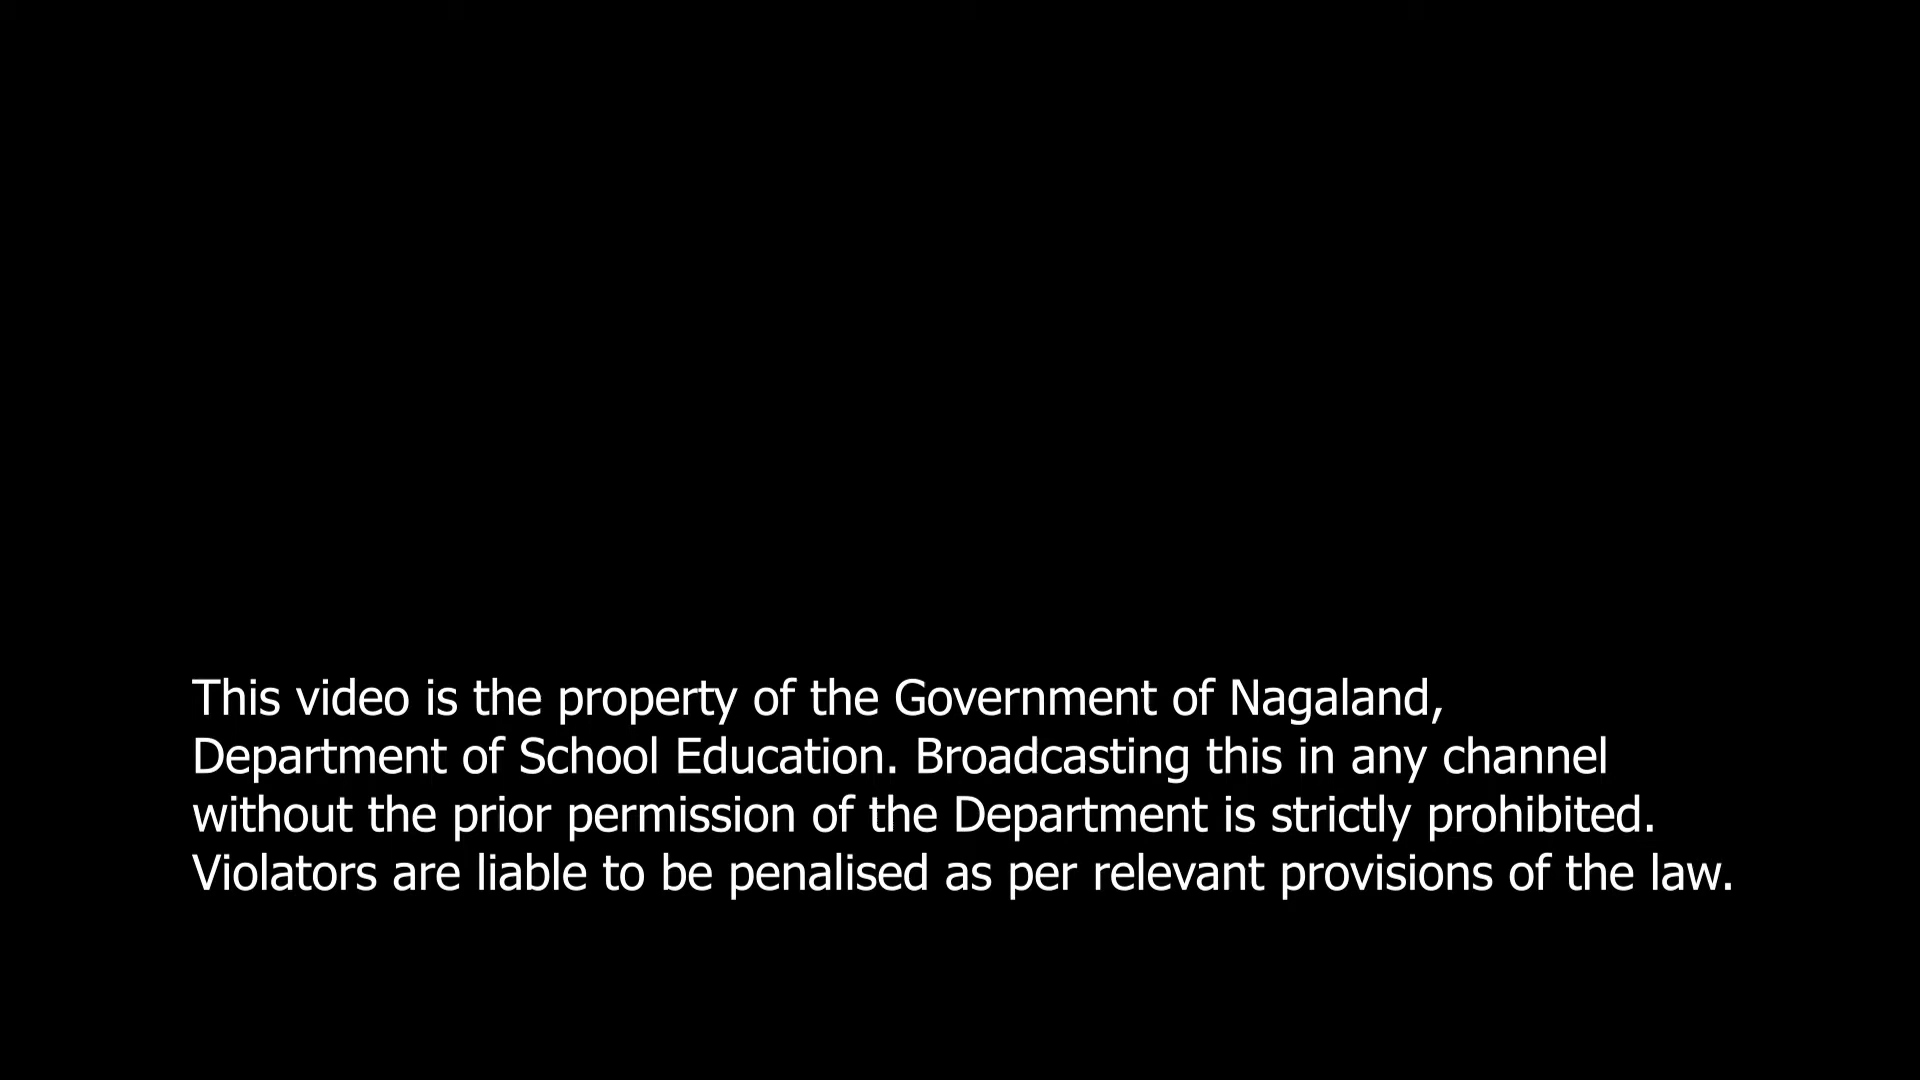 This video is the property of the Government of Nagaland,
Department of School Education. Broadcasting this in any channel
without the prior permission of the Department is strictly prohibited.
Violators are liable to be penalised as per relevant provisions of the law.